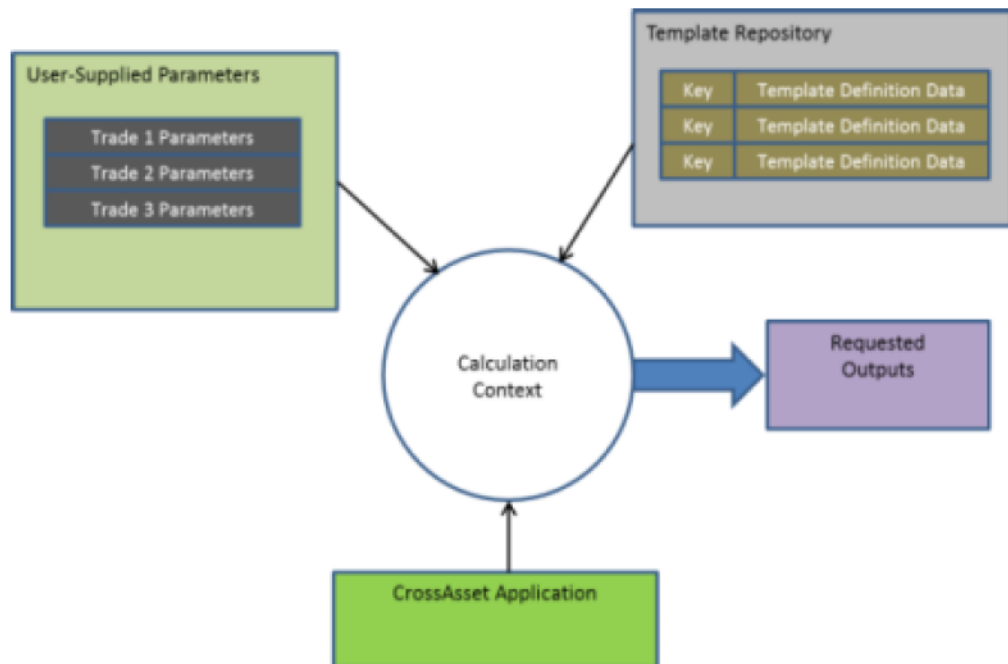 User-Supplied Parameters
Trade 1 Parameters
Trade 2 Parameters
Trade 3 Parameters
Template Repository
Key Template Definition Data
Key Template Definition Data
Key Template Definition Data
Calculation
Context
Requested
Outputs
CrossAsset Application